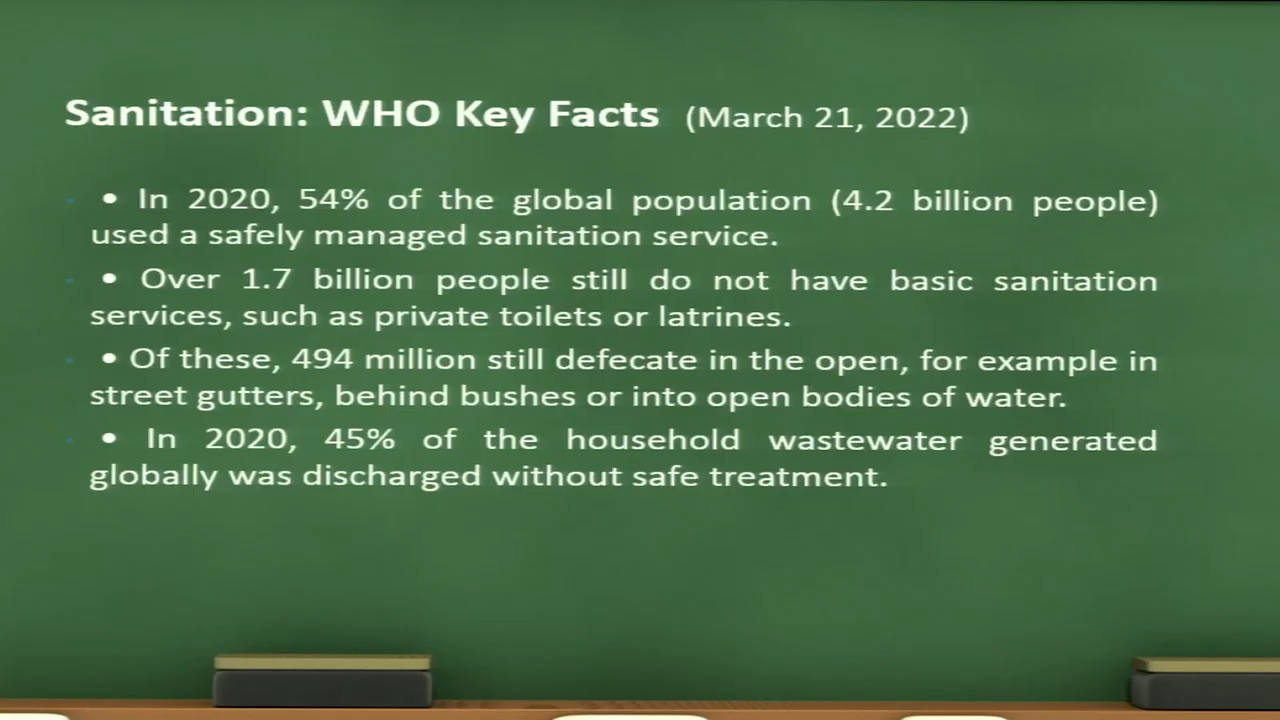 Sanitation: WHO Key Facts (March 21, 2022)
• In 2020, 54% of the global population (4.2 billion people)
used a safely managed sanitation service.
• Over 1.7 billion people still do not have basic sanitation
services, such as private toilets or latrines.
• Of these, 494 million still defecate in the open, for example in
street gutters, behind bushes or into open bodies of water.
• In 2020, 45% of the household wastewater generated
globally was discharged without safe treatment.